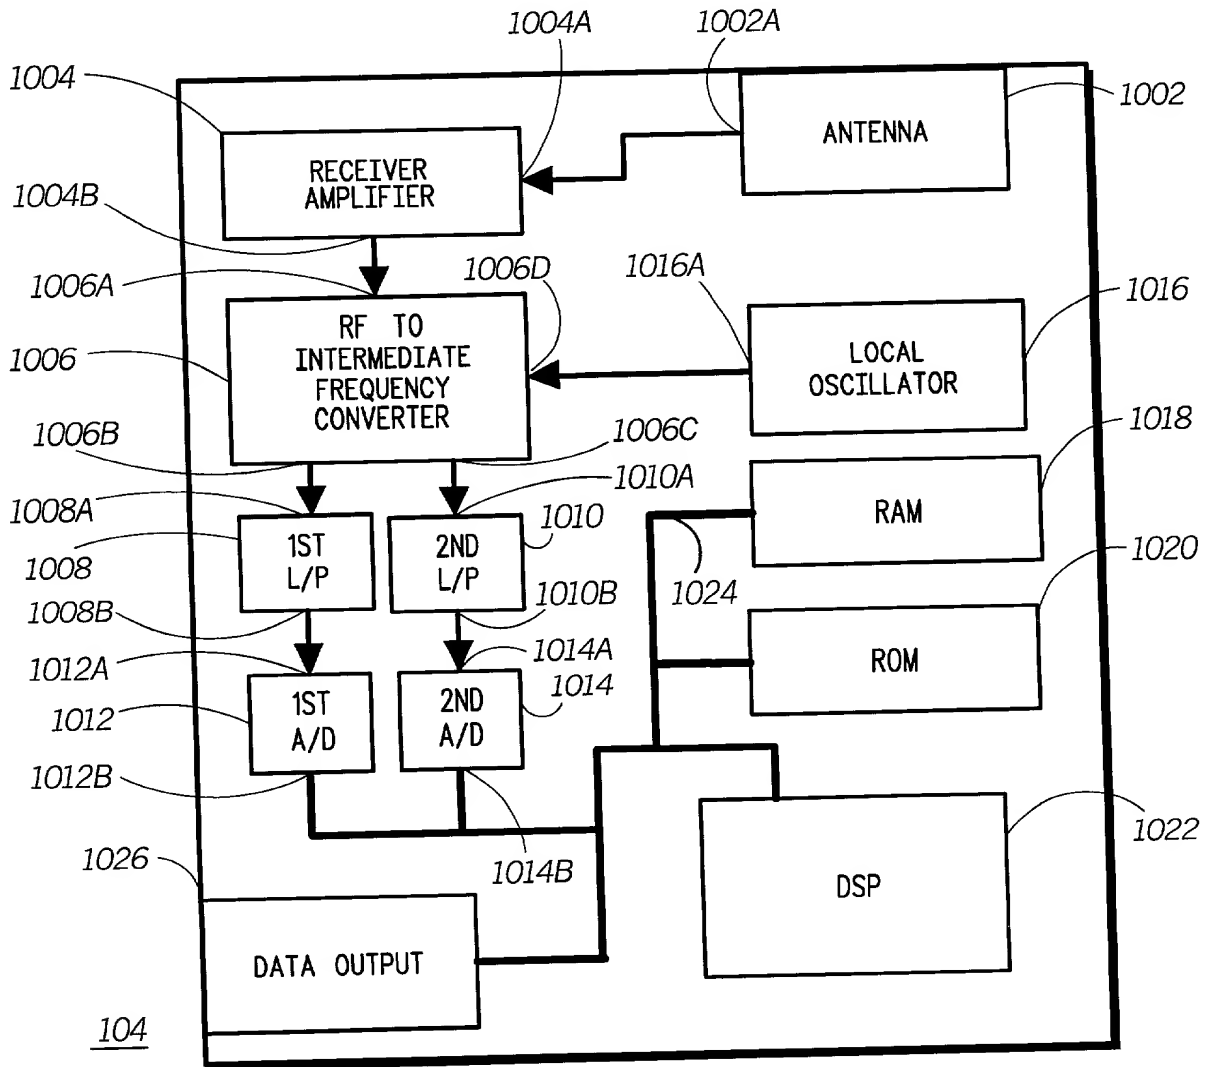 1004A
1002A
1004
1002
ANTENNA
RECEIVER
AMPLIFIER
1004B
1006D
1016A
1006A
1016
RF TO
INTERMEDIATE
FREQUENCY
CONVERTER
1006
LOCAL
OSCILLATOR
1006B
1006C
1018
1008A
1010A
RAM
1ST
L/P
2ND
L/P
1010
1008
1020
1008B
1010B
1024
1012A
1014A
ROM
1012
1ST
A/D
2ND
A/D
1014
1012B
1022
1026
1014B
DSP
DATA OUTPUT
104